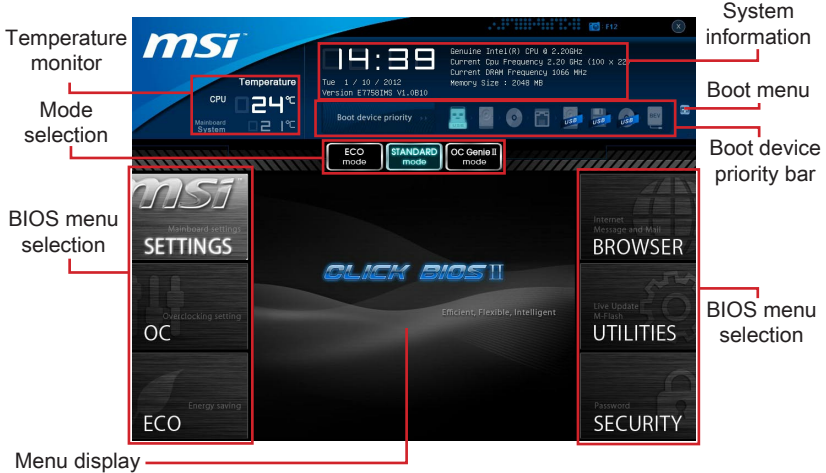 Temperature
monitor
Mode
selection
BIOS menu
selection
Menu display
System
information
Boot menu
Boot device
priority bar
BIOS menu
selection
msi
F12
X
Temperature
CPU 24°C
Mainboard
System 21°C
14:39
Tue 1 / 10 / 2012
Version E7758IMS V1.0B10
Genuine Intel(R) CPU @ 2.20GHz
Current Cpu Frequency 2.20 GHz (100 x 22
Current DRAM Frequency 1066 MHz
Memory Size : 2048 MB
Boot device priority
USB
USB
USB
REV
ECO
mode
STANDARD
mode
OC Genie II
mode
msi
Mainboard settings
SETTINGS
Overclocking setting
OC
Energy saving
ECO
CLICK BIOS II
Efficient, Flexible, Intelligent
Internet
Message and Mail
BROWSER
Live Update
M-Flash
UTILITIES
Password
SECURITY